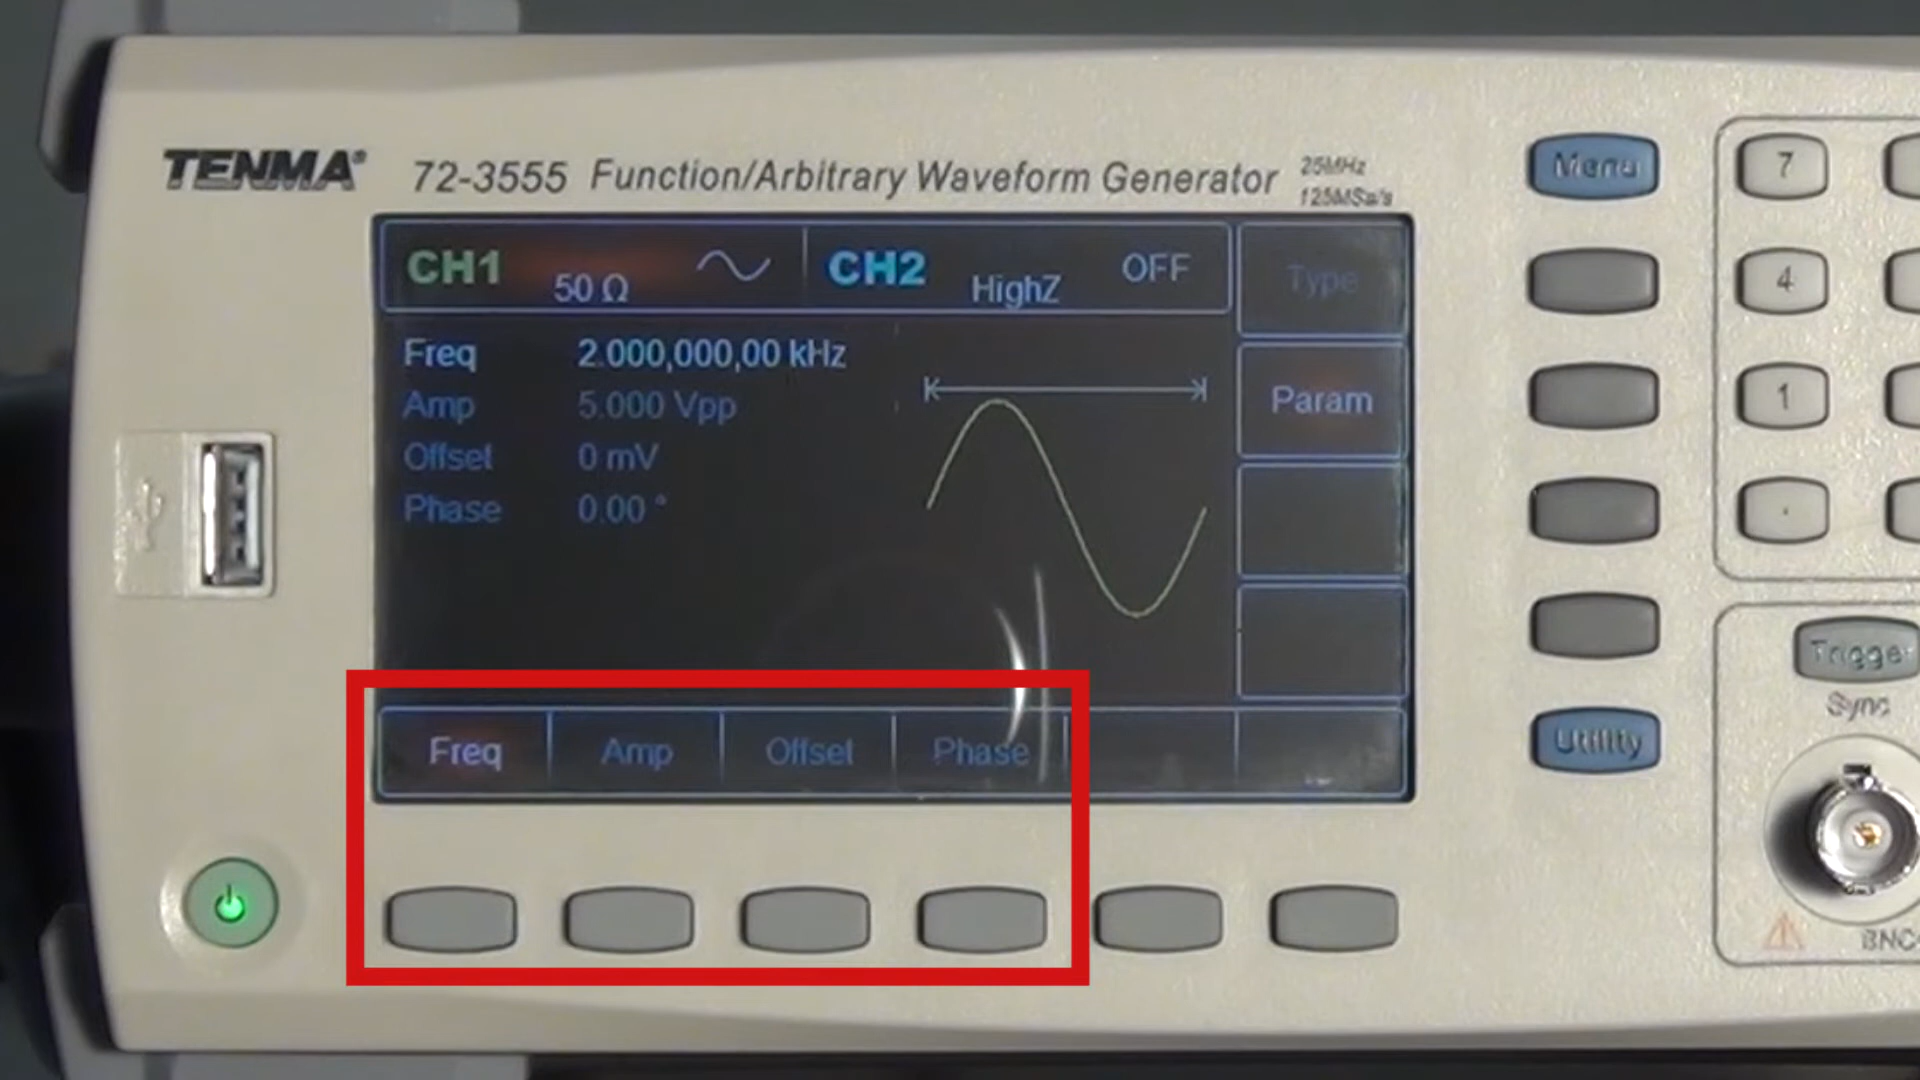 TENMA® 72-3555 Function/Arbitrary Waveform Generator 25MHz
125MSa/s
Menu
7
CH1 50 Ω CH2 HighZ OFF
Type
4
Freq 2.000,000,00 kHz
Amp 5.000 Vpp
Param
1
Offset 0 mV
Phase 0.00 °
.
Trigger
Sync
Utility
Freq Amp Offset Phase
BNC